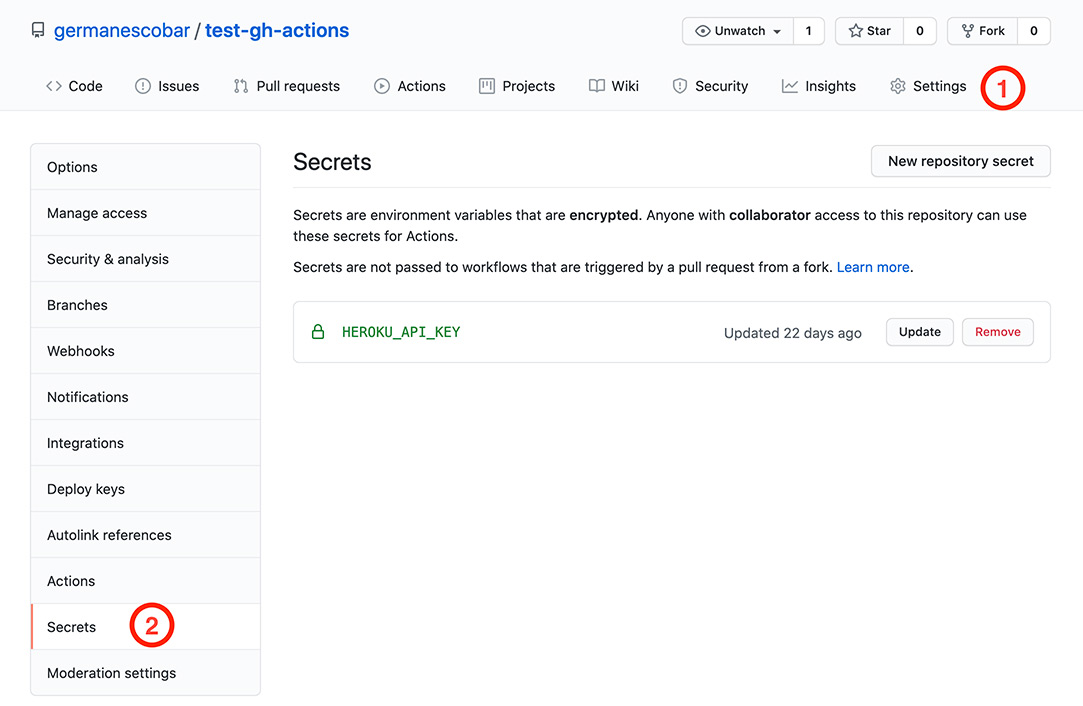 germanescobar / test-gh-actions
Unwatch 1 Star 0 Fork 0
Code Issues Pull requests Actions Projects Wiki Security Insights Settings 1
Options
Manage access
Security & analysis
Branches
Webhooks
Notifications
Integrations
Deploy keys
Autolink references
Actions
Secrets 2
Moderation settings
Secrets
New repository secret
Secrets are environment variables that are encrypted. Anyone with collaborator access to this repository can use
these secrets for Actions.
Secrets are not passed to workflows that are triggered by a pull request from a fork. Learn more.
HEROKU_API_KEY Updated 22 days ago Update Remove